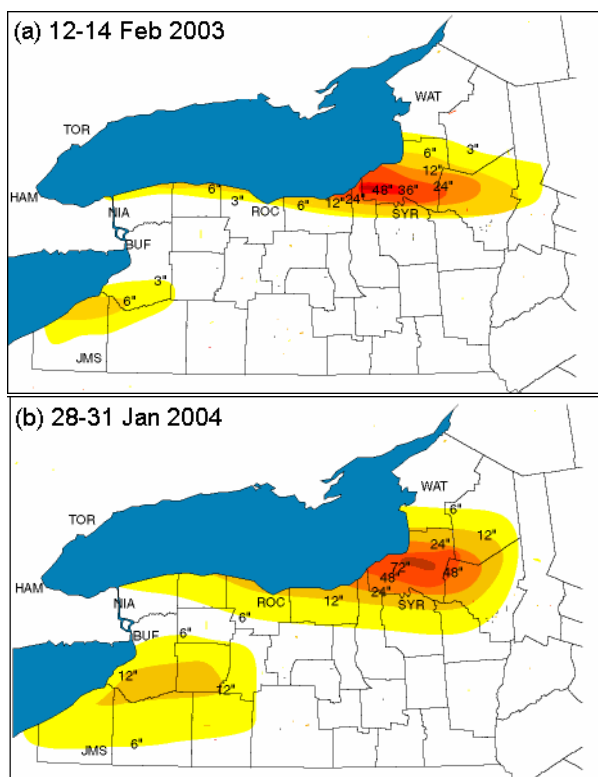 (a) 12-14 Feb 2003
WAT
TOR
6"
3"
12"
HAM
6"
48"
36"
24"
3"
24"
NIA
ROC
6"
12"
SYR
BUF
3"
6"
JMS
(b) 28-31 Jan 2004
WAT
6"
TOR
12"
24"
72"
HAM
48"
48"
24"
NIA
ROC
12"
SYR
6"
BUF
6"
12"
12"
JMS
6"